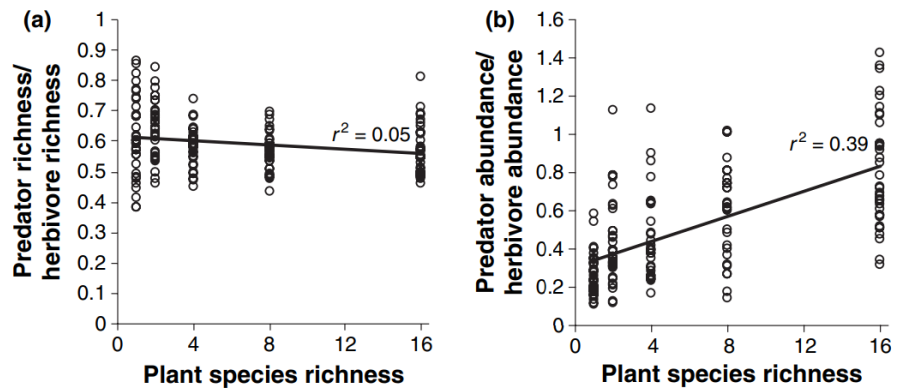 (a)
Predator richness/
herbivore richness
1
0.9
0.8
0.7
0.6
0.5
0.4
0.3
0.2
0.1
0
r² = 0.05
0 4 8 12 16
Plant species richness
(b)
Predator abundance/
herbivore abundance
1.6
1.4
1.2
1
0.8
0.6
0.4
0.2
0
r² = 0.39
0 4 8 12 16
Plant species richness